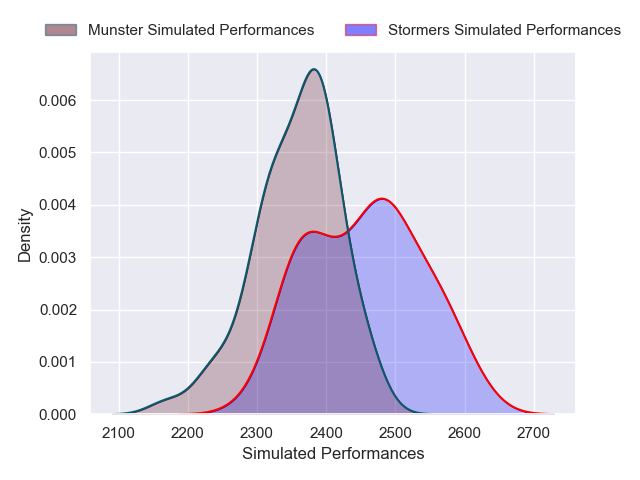 Munster Simulated Performances Stormers Simulated Performances
0.006
0.005
0.004
0.003
0.002
0.001
0.000
Density
2100 2200 2300 2400 2500 2600 2700
Simulated Performances